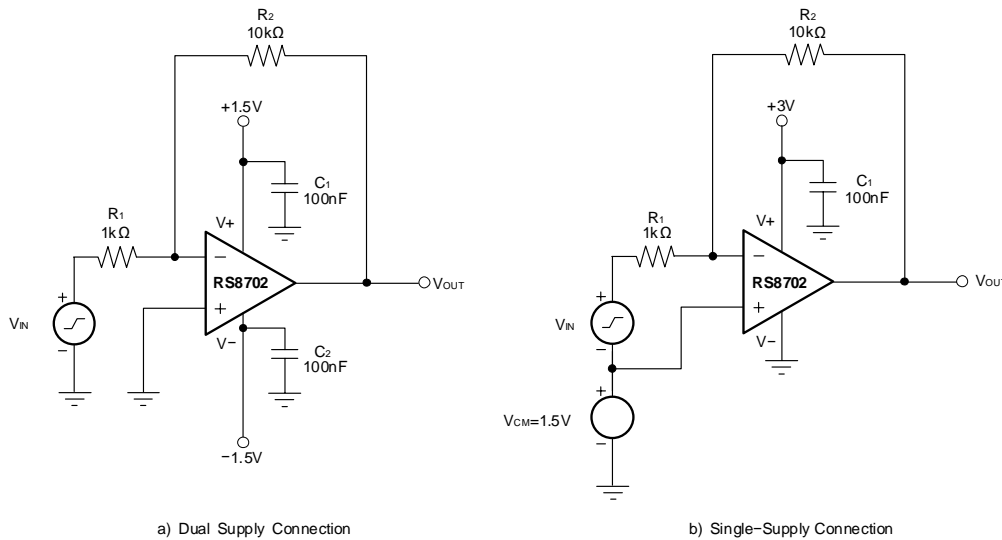 R2
10kΩ
+1.5V
C1
100nF
V+
R1
1kΩ
−
RS8702
+
VOUT
+
VIN
−
V−
C2
100nF
−1.5V
a) Dual Supply Connection
R2
10kΩ
+3V
C1
100nF
V+
R1
1kΩ
−
RS8702
+
VOUT
+
VIN
−
V−
+
VCM=1.5V
−
b) Single−Supply Connection